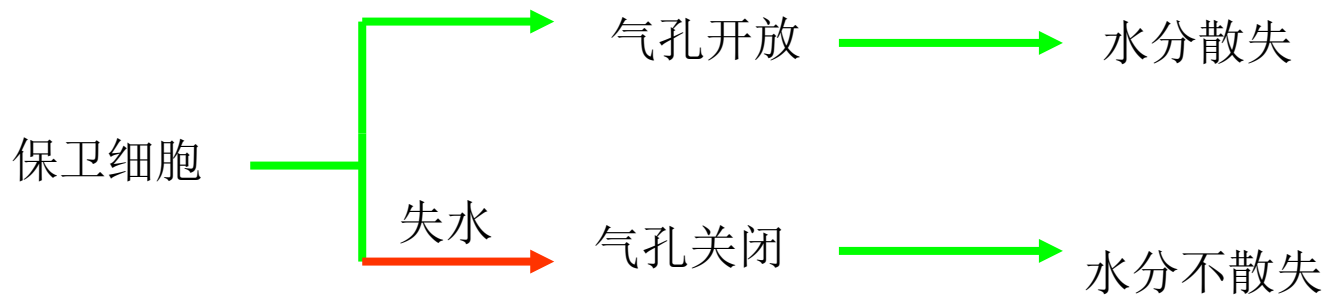 气孔开放
水分散失
保卫细胞
失水
气孔关闭
水分不散失